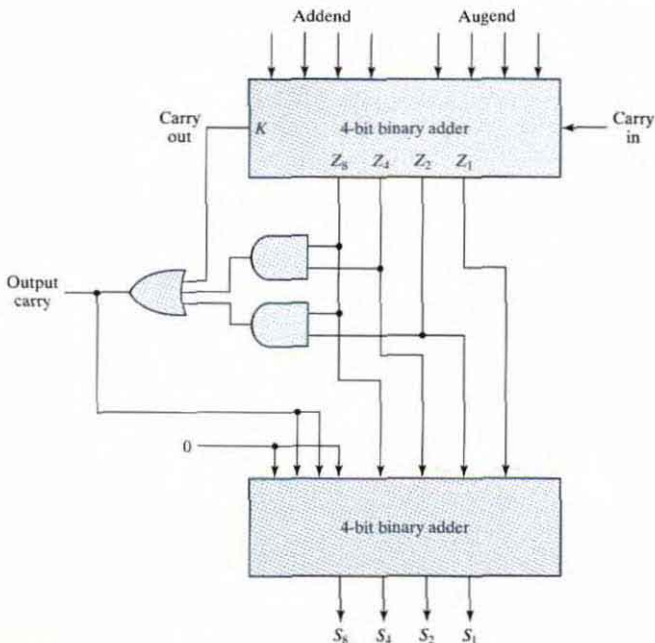 Addend Augend
Carry out
K
4-bit binary adder
Carry in
Z₈ Z₄ Z₂ Z₁
Output carry
0
4-bit binary adder
S₈ S₄ S₂ S₁